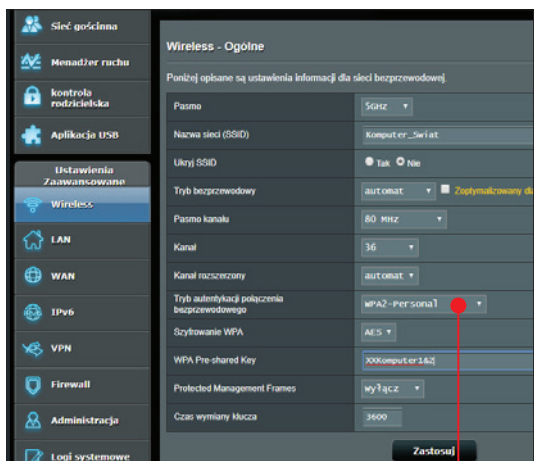 Sieć gościnna
Menadżer ruchu
kontrola
rodzicielska
Aplikacja USB
Ustawienia
Zaawansowane
Wireless
LAN
WAN
IPv6
VPN
Firewall
Administracja
Logi systemowe
Wireless - Ogólne
Poniżej opisane są ustawienia informacji dla sieci bezprzewodowej.
Pasmo 5GHz
Nazwa sieci (SSID) Komputer_Swiat
Ukryj SSID Tak Nie
Tryb bezprzewodowy automat Zoptymalizowany dla
Pasmo kanału 80 MHz
Kanał 36
Kanał rozszerzony automat
Tryb autentykacji połączenia
bezprzewodowego WPA2-Personal
Szyfrowanie WPA AES
WPA Pre-shared Key XXKomputer1&2
Protected Management Frames wyłącz
Czas wymiany klucza 3600
Zastosuj